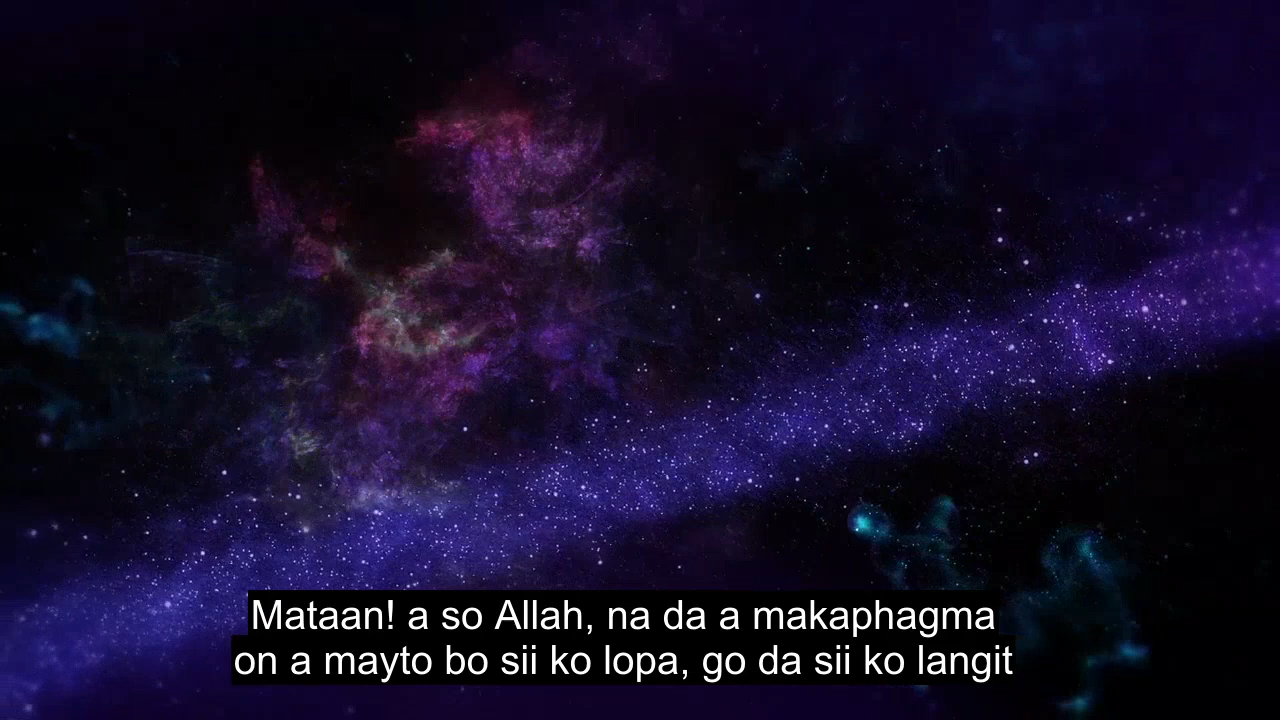 Mataan! a so Allah, na da a makaphagma
on a mayto bo sii ko lopa, go da sii ko langit